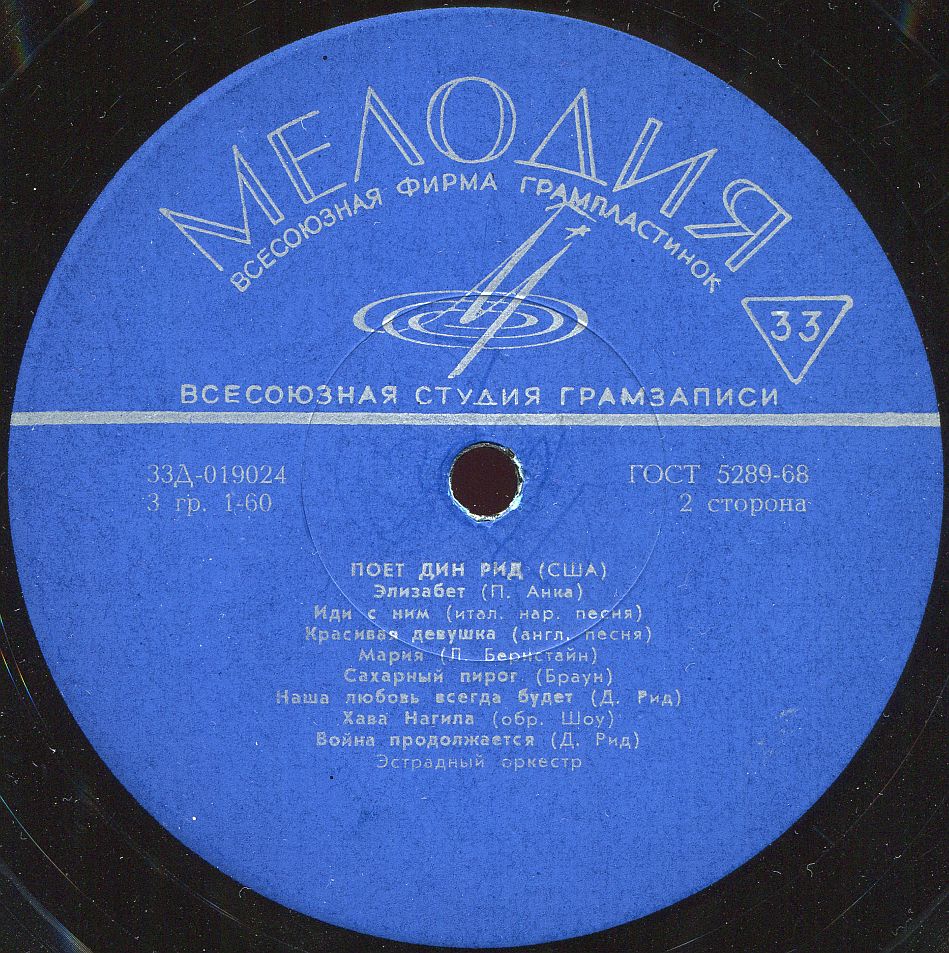 МЕЛОДИЯ
ВСЕСОЮЗНАЯ ФИРМА ГРАМПЛАСТИНОК
33
ВСЕСОЮЗНАЯ СТУДИЯ ГРАМЗАПИСИ
33Д-019024 ГОСТ 5289-68
3 гр. 1-60 2 сторона
ПОЕТ ДИН РИД (США)
Элизабет (П. Анка)
Иди с ним (итал. нар. песня)
Красивая девушка (англ. песня)
Мария (Л. Бернстайн)
Сахарный пирог (Браун)
Наша любовь всегда будет (Д. Рид)
Хава Нагила (обр. Шоу)
Война продолжается (Д. Рид)
Эстрадный оркестр